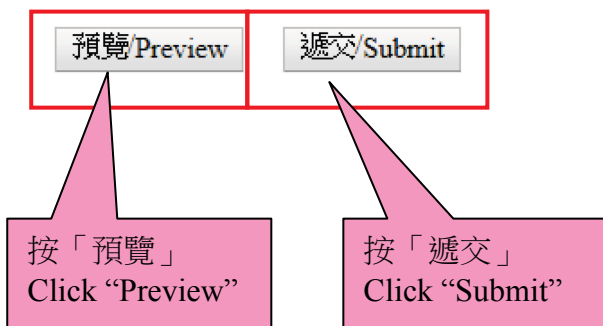 預覽/Preview
遞交/Submit
按「預覽」
Click “Preview”
按「遞交」
Click “Submit”